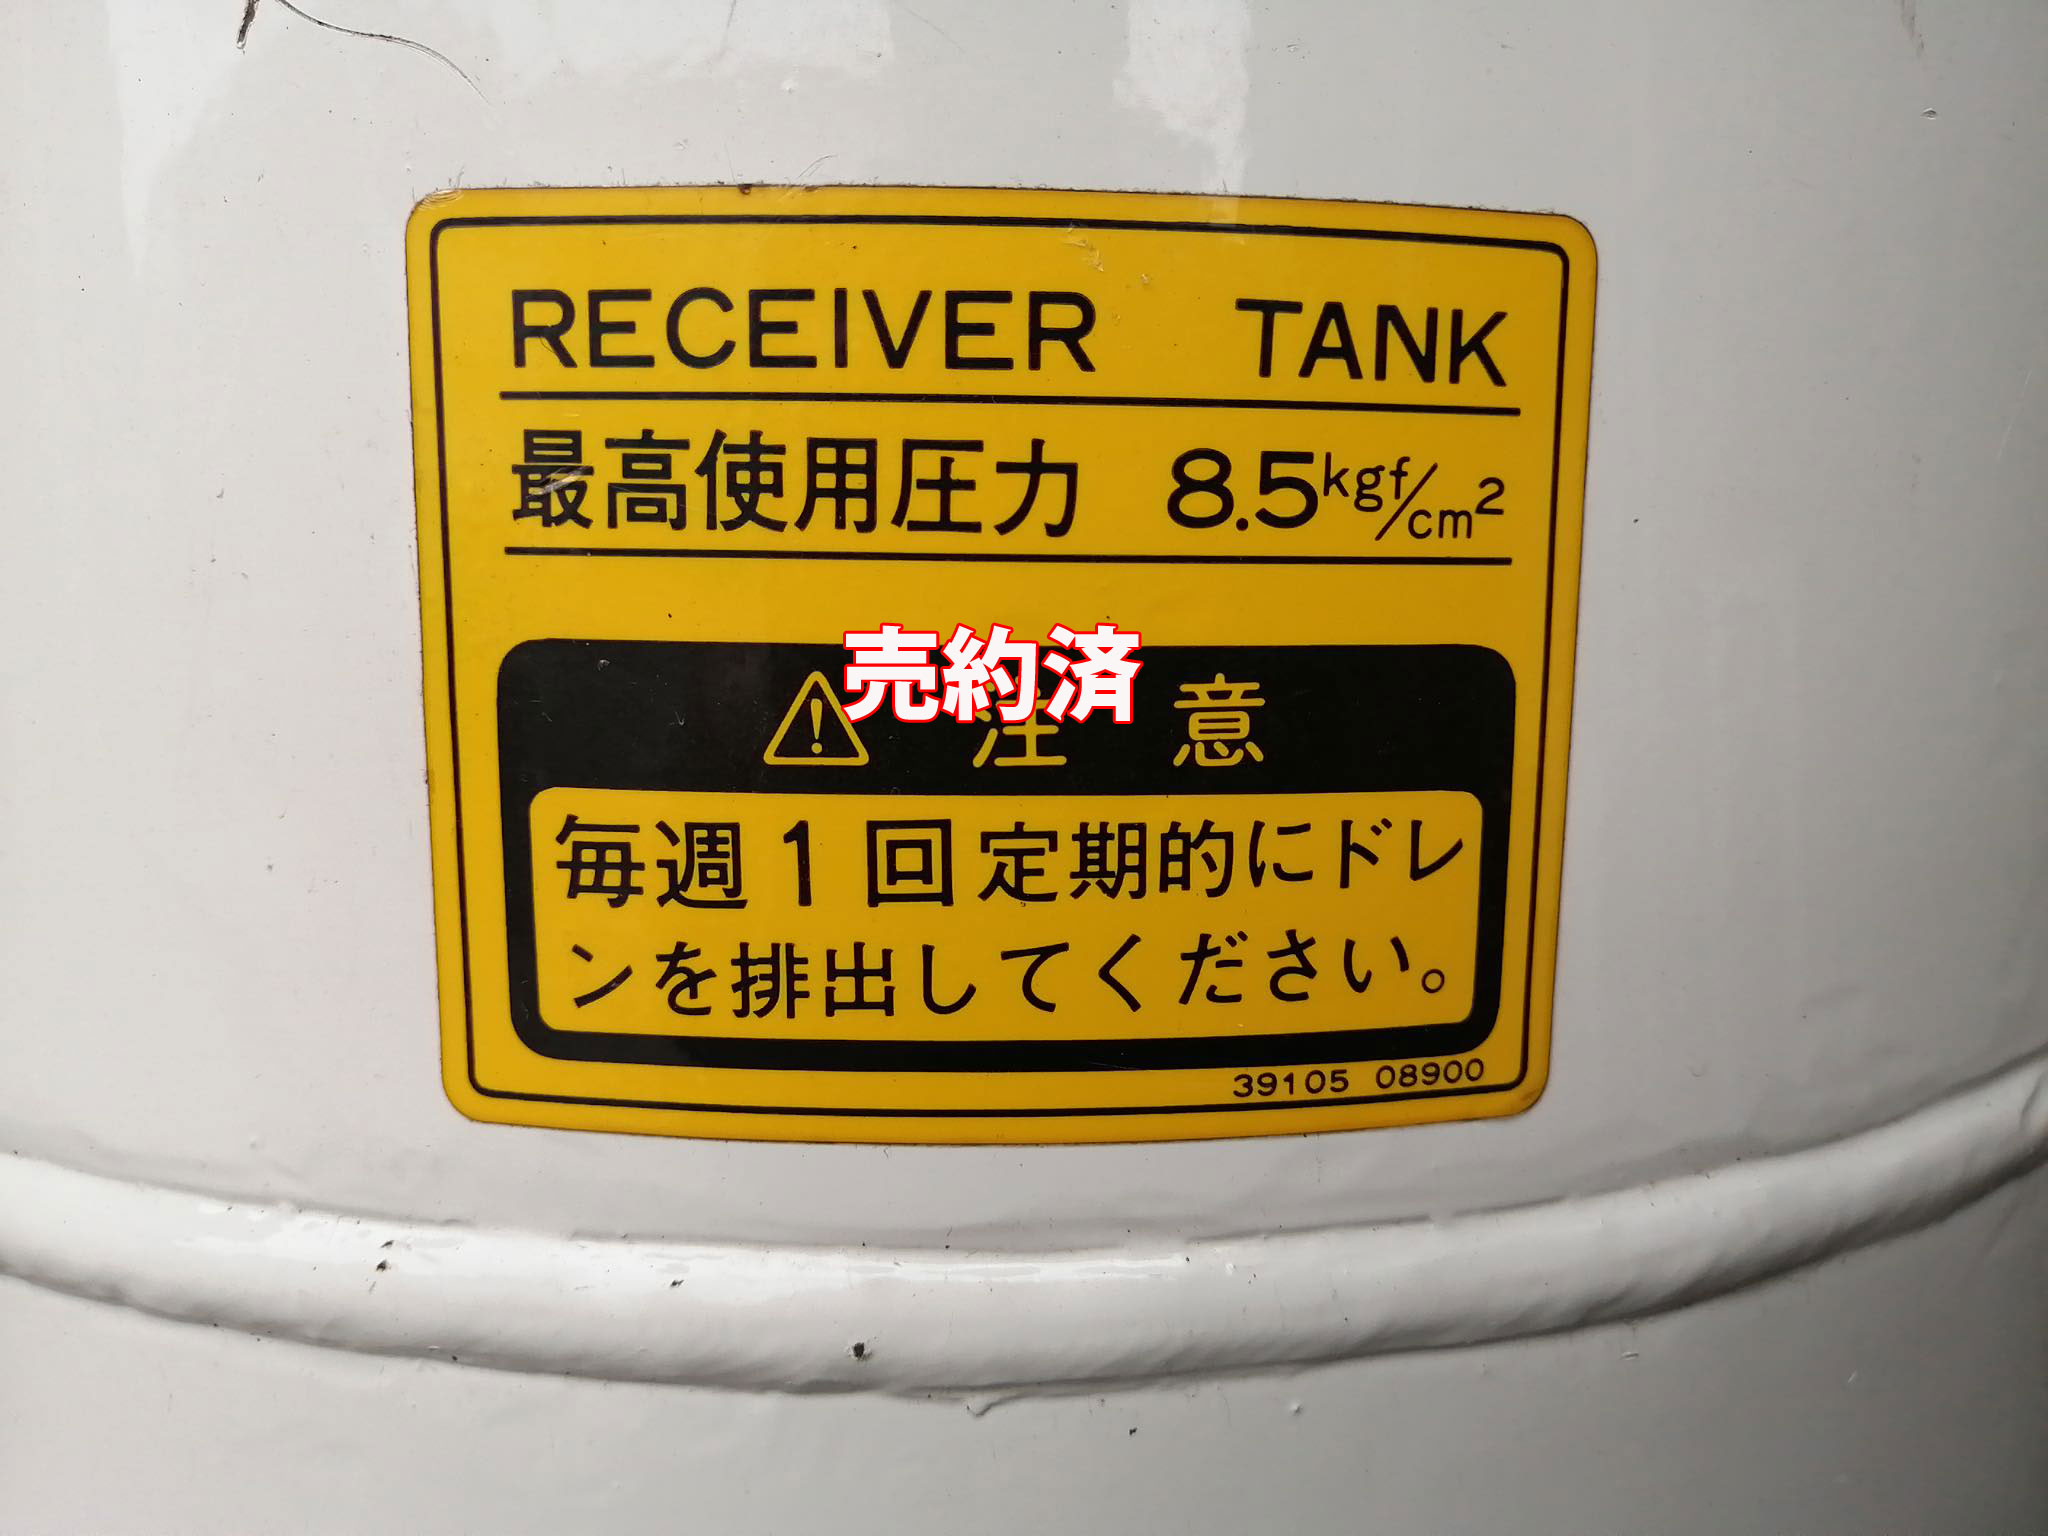 RECEIVER TANK
最高使用圧力 8.5kgf/cm²
売約済
⚠ 注意
毎週1回定期的にドレ
ンを排出してください。
39105 08900